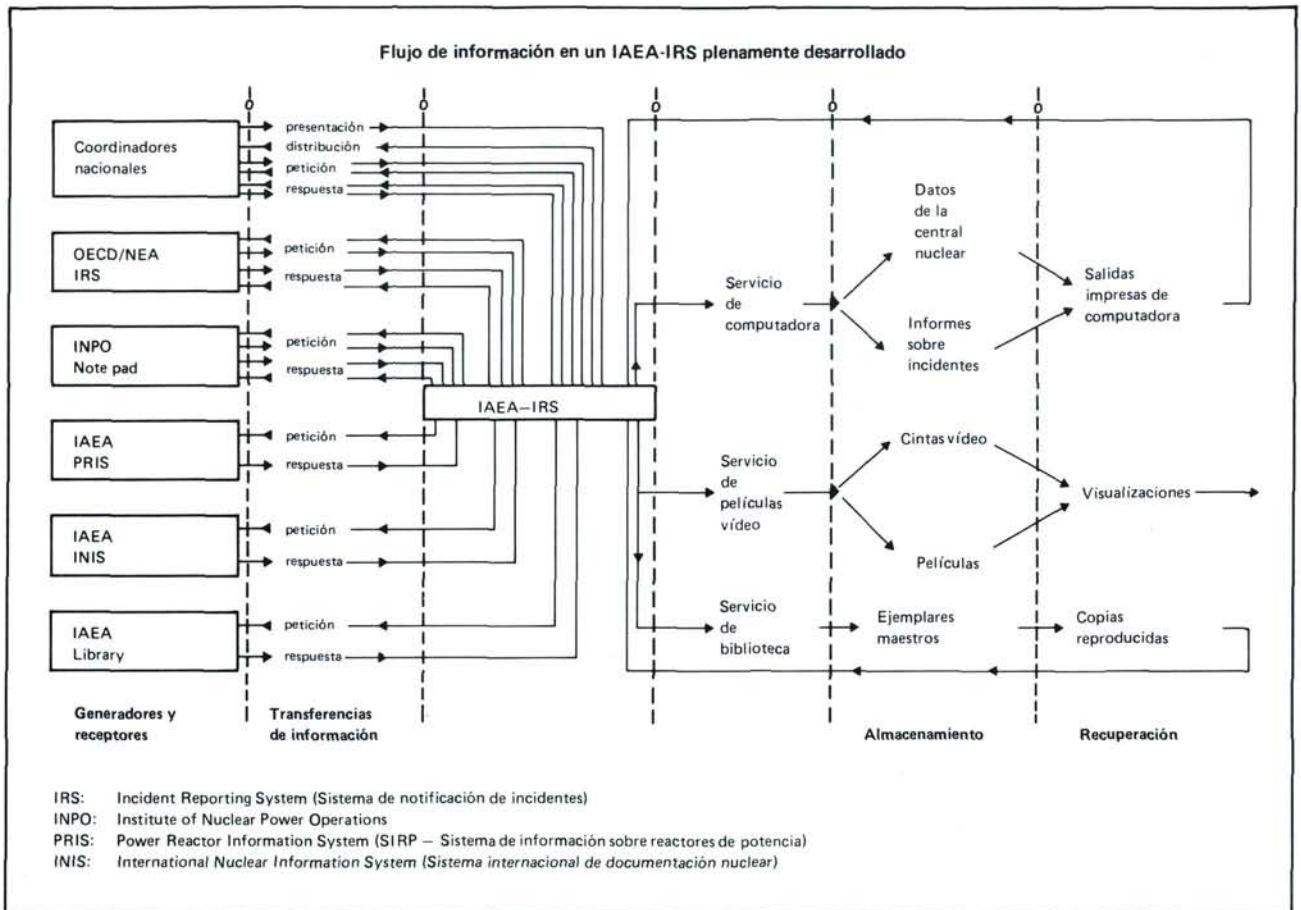 Flujo de información en un IAEA-IRS plenamente desarrollado
0 0 0 0 0
Coordinadores
nacionales
presentación
distribución
petición
respuesta
OECD/NEA
IRS
petición
respuesta
INPO
Note pad
petición
respuesta
IAEA–IRS
IAEA
PRIS
petición
respuesta
IAEA
INIS
petición
respuesta
IAEA
Library
petición
respuesta
Servicio
de
computadora
Datos
de la
central
nuclear
Informes
sobre
incidentes
Salidas
impresas de
computadora
Servicio
de
películas
vídeo
Cintas vídeo
Películas
Visualizaciones
Servicio
de
biblioteca
Ejemplares
maestros
Copias
reproducidas
Generadores y
receptores
Transferencias
de información
Almacenamiento
Recuperación
IRS: Incident Reporting System (Sistema de notificación de incidentes)
INPO: Institute of Nuclear Power Operations
PRIS: Power Reactor Information System (SIRP – Sistema de información sobre reactores de potencia)
INIS: International Nuclear Information System (Sistema internacional de documentación nuclear)